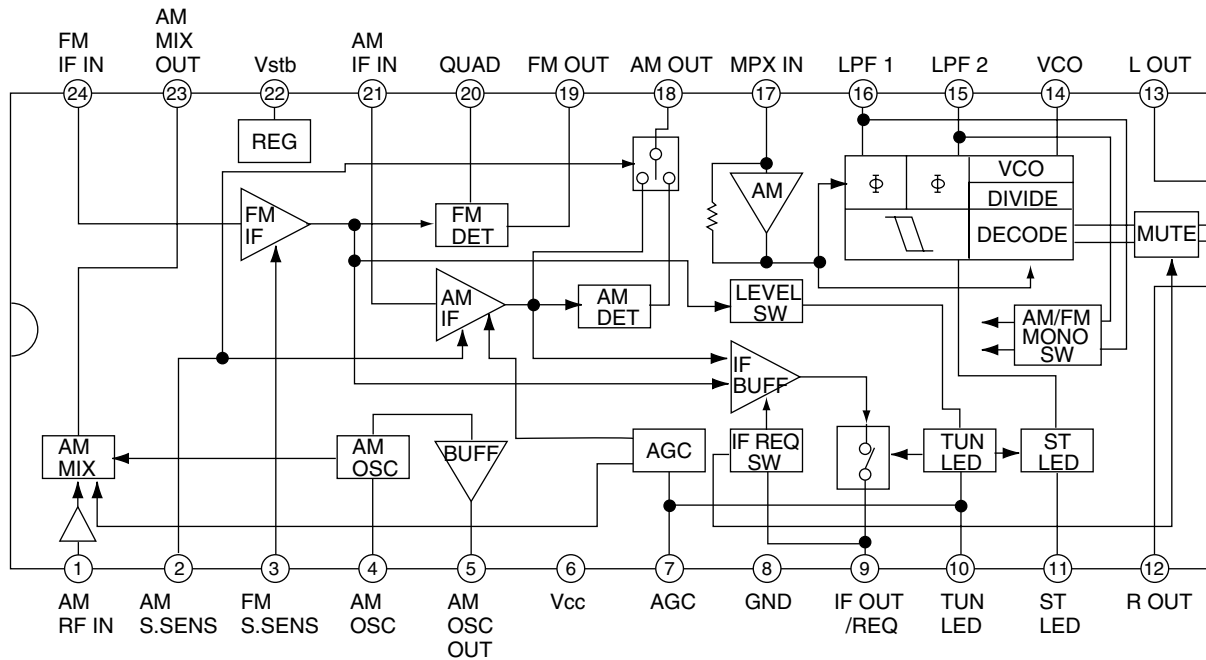 FM
IF IN
AM
MIX
OUT
Vstb
AM
IF IN
QUAD
FM OUT
AM OUT
MPX IN
LPF 1
LPF 2
VCO
L OUT
24
23
22
21
20
19
18
17
16
15
14
13
REG
FM
IF
FM
DET
AM
Φ
Φ
VCO
DIVIDE
DECODE
MUTE
AM
IF
AM
DET
LEVEL
SW
AM/FM
MONO
SW
IF
BUFF
AM
MIX
AM
OSC
BUFF
AGC
IF REQ
SW
TUN
LED
ST
LED
1
2
3
4
5
6
7
8
9
10
11
12
AM
RF IN
AM
S.SENS
FM
S.SENS
AM
OSC
AM
OSC
OUT
Vcc
AGC
GND
IF OUT
/REQ
TUN
LED
ST
LED
R OUT